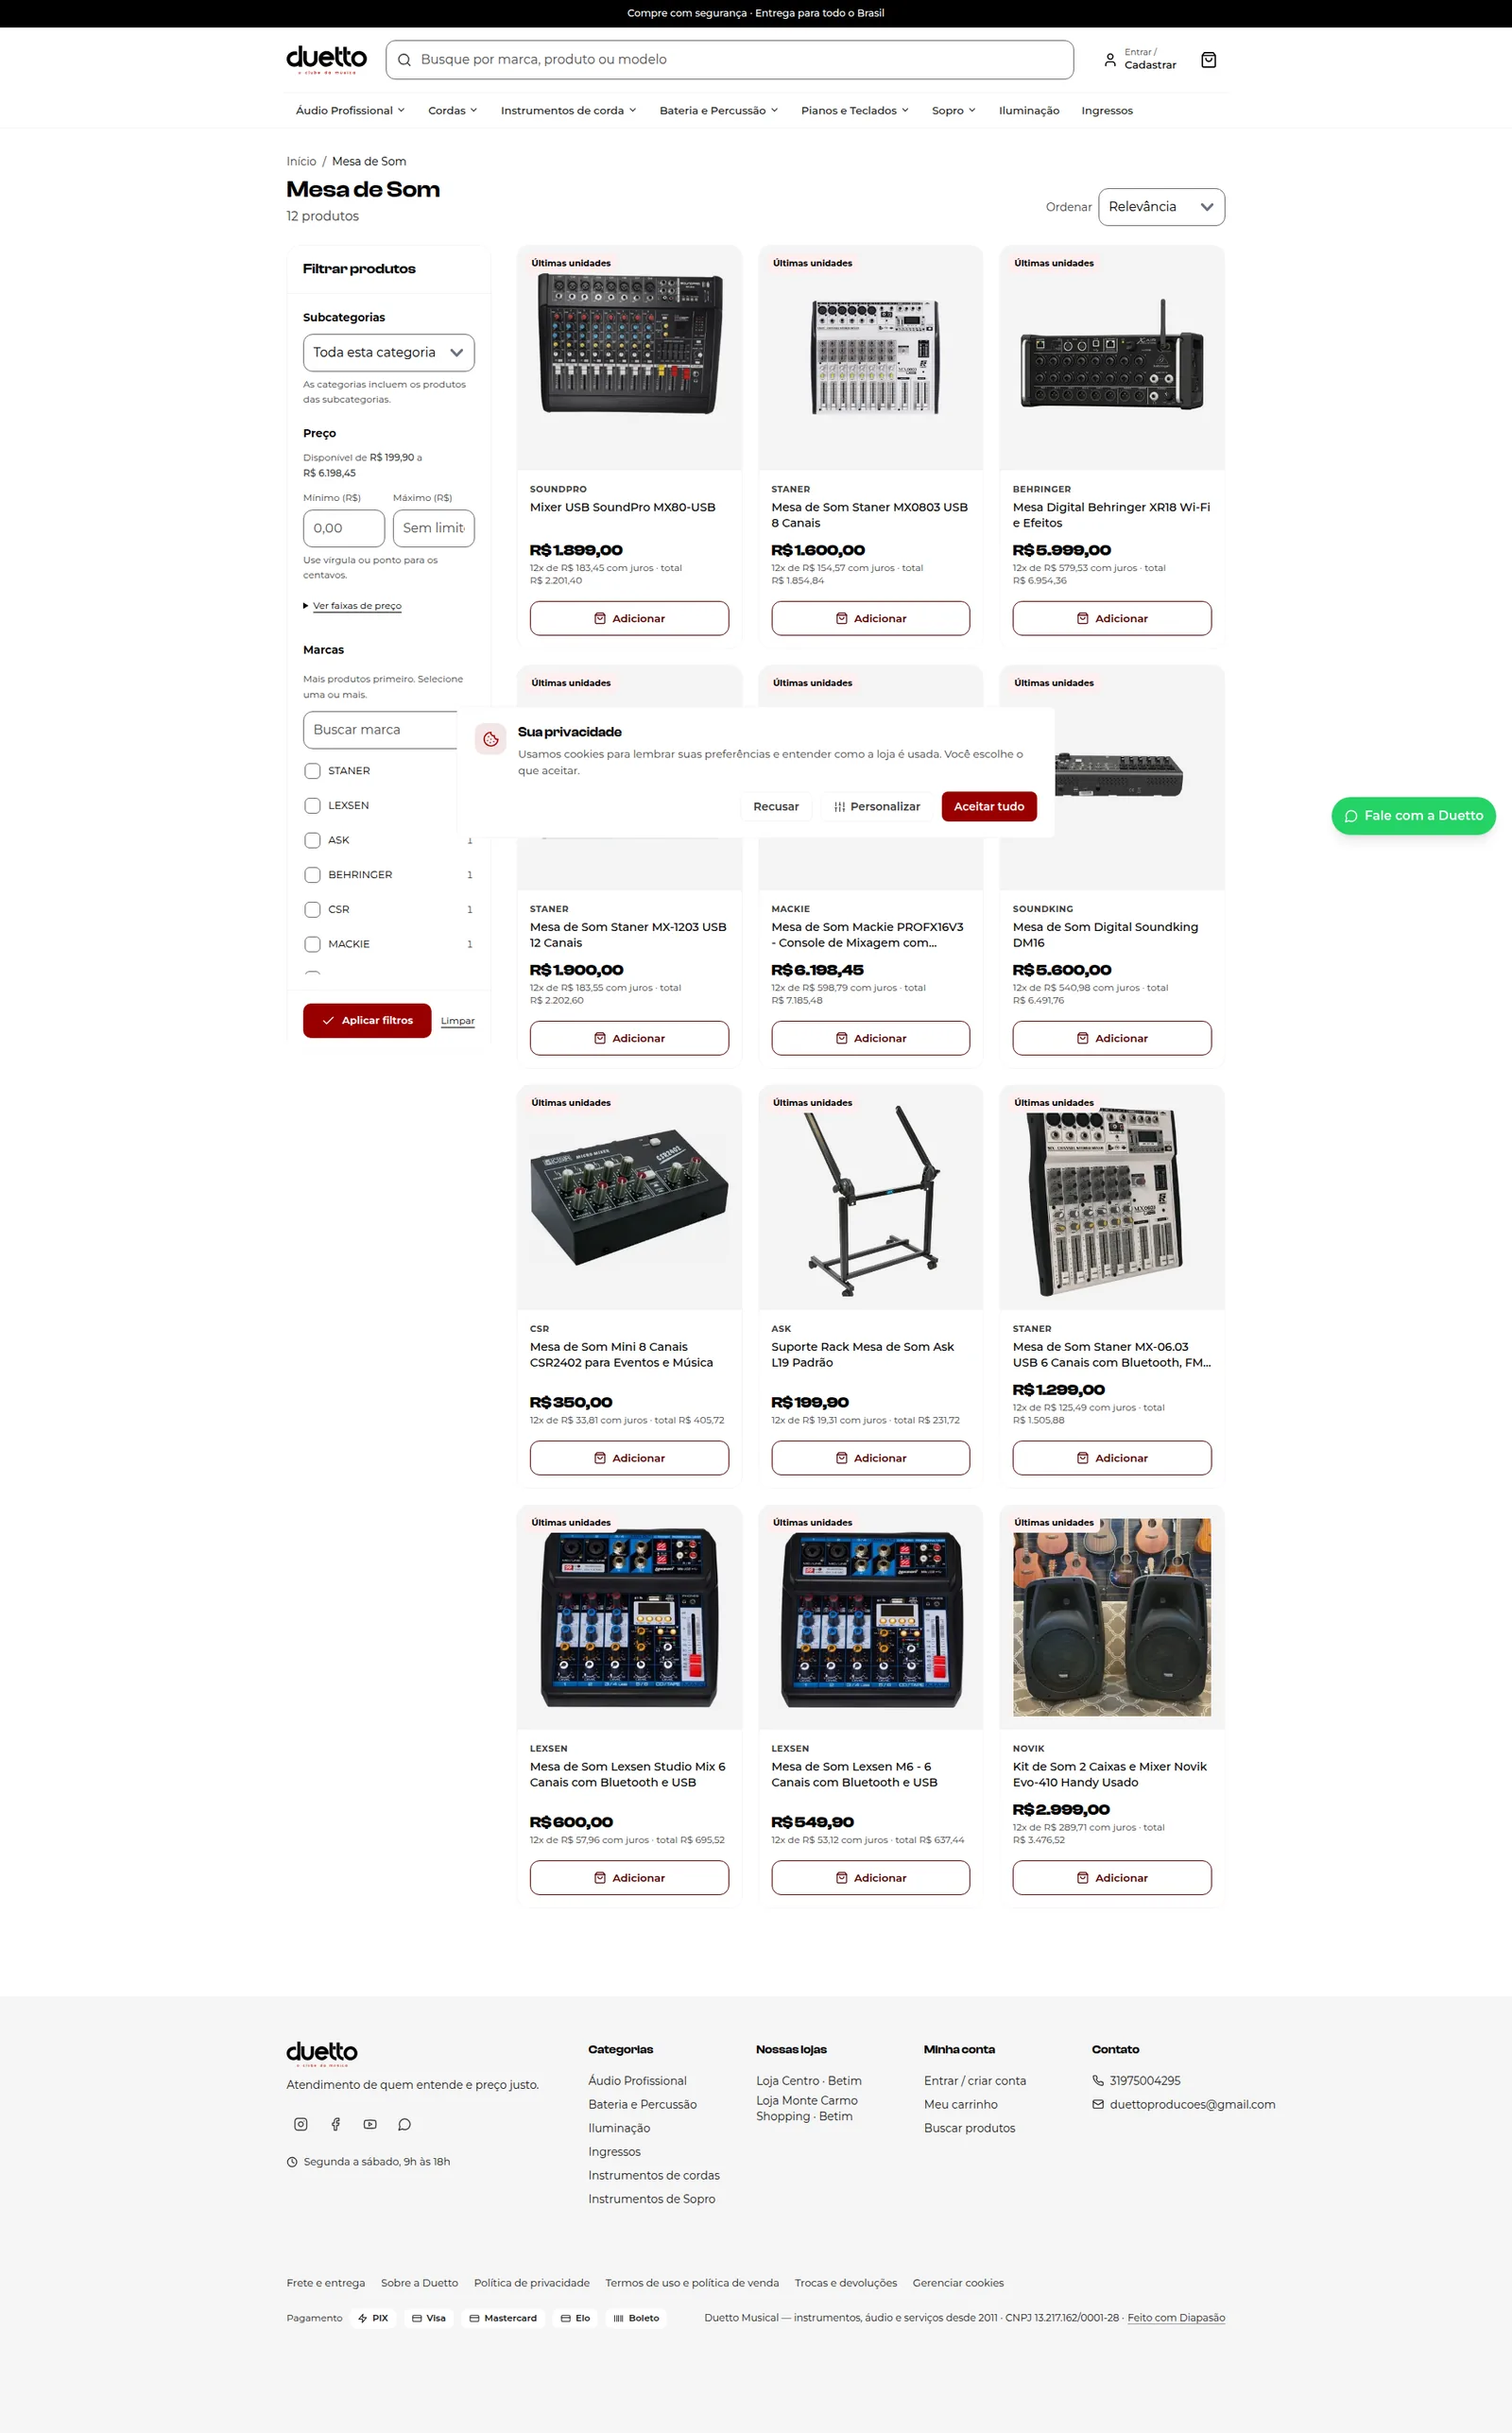 Compre com segurança · Entrega para todo o Brasil
duetto
o clube da música
Busque por marca, produto ou modelo
Entrar /
Cadastrar
Áudio Profissional
Cordas
Instrumentos de corda
Bateria e Percussão
Pianos e Teclados
Sopro
Iluminação
Ingressos
Início / Mesa de Som
Mesa de Som
12 produtos
Ordenar
Relevância
Filtrar produtos
Subcategorias
Toda esta categoria
As categorias incluem os produtos
das subcategorias.
Preço
Disponível de R$ 199,90 a
R$ 6.198,45
Mínimo (R$)
Máximo (R$)
0,00
Sem limit
Use vírgula ou ponto para os
centavos.
Ver faixas de preço
Marcas
Mais produtos primeiro. Selecione
uma ou mais.
Buscar marca
STANER
LEXSEN
ASK 1
BEHRINGER 1
CSR 1
MACKIE 1
Aplicar filtros
Limpar
Últimas unidades
SOUNDPRO
Mixer USB SoundPro MX80-USB
R$ 1.899,00
12x de R$ 183,45 com juros · total
R$ 2.201,40
Adicionar
Últimas unidades
STANER
Mesa de Som Staner MX0803 USB
8 Canais
R$ 1.600,00
12x de R$ 154,57 com juros · total
R$ 1.854,84
Adicionar
Últimas unidades
BEHRINGER
Mesa Digital Behringer XR18 Wi-Fi
e Efeitos
R$ 5.999,00
12x de R$ 579,53 com juros · total
R$ 6.954,36
Adicionar
Sua privacidade
Usamos cookies para lembrar suas preferências e entender como a loja é usada. Você escolhe o
que aceitar.
Recusar
Personalizar
Aceitar tudo
Fale com a Duetto
Últimas unidades
STANER
Mesa de Som Staner MX-1203 USB
12 Canais
R$ 1.900,00
12x de R$ 183,55 com juros · total
R$ 2.202,60
Adicionar
Últimas unidades
MACKIE
Mesa de Som Mackie PROFX16V3
- Console de Mixagem com...
R$ 6.198,45
12x de R$ 598,79 com juros · total
R$ 7.185,48
Adicionar
Últimas unidades
SOUNDKING
Mesa de Som Digital Soundking
DM16
R$ 5.600,00
12x de R$ 540,98 com juros · total
R$ 6.491,76
Adicionar
Últimas unidades
MICRO MIXER
CSR2402
CSR
Mesa de Som Mini 8 Canais
CSR2402 para Eventos e Música
R$ 350,00
12x de R$ 33,81 com juros · total R$ 405,72
Adicionar
Últimas unidades
ASK
Suporte Rack Mesa de Som Ask
L19 Padrão
R$ 199,90
12x de R$ 19,31 com juros · total R$ 231,72
Adicionar
Últimas unidades
STANER
Mesa de Som Staner MX-06.03
USB 6 Canais com Bluetooth, FM...
R$ 1.299,00
12x de R$ 125,49 com juros · total
R$ 1.505,88
Adicionar
Últimas unidades
LEXSEN
Mesa de Som Lexsen Studio Mix 6
Canais com Bluetooth e USB
R$ 600,00
12x de R$ 57,96 com juros · total R$ 695,52
Adicionar
Últimas unidades
LEXSEN
Mesa de Som Lexsen M6 - 6
Canais com Bluetooth e USB
R$ 549,90
12x de R$ 53,12 com juros · total R$ 637,44
Adicionar
Últimas unidades
NOVIK
Kit de Som 2 Caixas e Mixer Novik
Evo-410 Handy Usado
R$ 2.999,00
12x de R$ 289,71 com juros · total
R$ 3.476,52
Adicionar
duetto
o clube da música
Atendimento de quem entende e preço justo.
Segunda a sábado, 9h às 18h
Categorias
Áudio Profissional
Bateria e Percussão
Iluminação
Ingressos
Instrumentos de cordas
Instrumentos de Sopro
Nossas lojas
Loja Centro · Betim
Loja Monte Carmo
Shopping · Betim
Minha conta
Entrar / criar conta
Meu carrinho
Buscar produtos
Contato
31975004295
duettoproducoes@gmail.com
Frete e entrega
Sobre a Duetto
Política de privacidade
Termos de uso e política de venda
Trocas e devoluções
Gerenciar cookies
Pagamento
PIX
Visa
Mastercard
Elo
Boleto
Duetto Musical — instrumentos, áudio e serviços desde 2011 · CNPJ 13.217.162/0001-28 · Feito com Diapasão